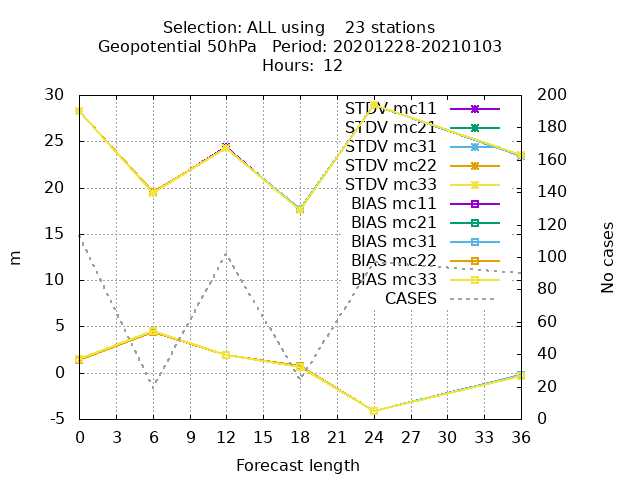 Selection: ALL using    23 stations
Geopotential 50hPa   Period: 20201228-20210103
Hours:  12
30
25
20
15
10
5
0
-5
m
200
180
160
140
120
100
80
60
40
20
0
No cases
STDV mc11
STDV mc21
STDV mc31
STDV mc22
STDV mc33
BIAS mc11
BIAS mc21
BIAS mc31
BIAS mc22
BIAS mc33
CASES
0 3 6 9 12 15 18 21 24 27 30 33 36
Forecast length